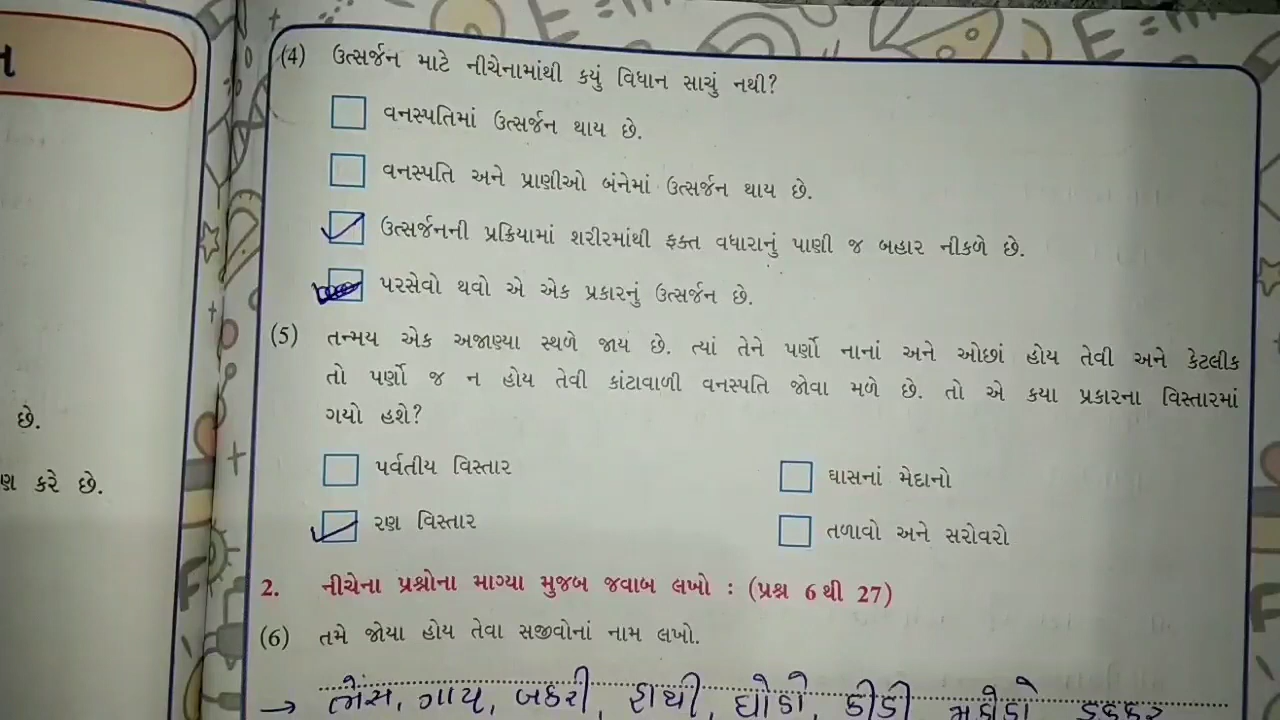 (4) ઉત્સર્જન માટે નીચેનામાંથી કયું વિધાન સાચું નથી?
વનસ્પતિમાં ઉત્સર્જન થાય છે.
વનસ્પતિ અને પ્રાણીઓ બંનેમાં ઉત્સર્જન થાય છે.
ઉત્સર્જનની પ્રક્રિયામાં શરીરમાંથી ફક્ત વધારાનું પાણી જ બહાર નીકળે છે.
પરસેવો થવો એ એક પ્રકારનું ઉત્સર્જન છે.
(5) તન્મય એક અજાણ્યા સ્થળે જાય છે. ત્યાં તેને પર્ણો નાનાં અને ઓછાં હોય તેવી અને કેટલીક
તો પર્ણો જ ન હોય તેવી કાંટાવાળી વનસ્પતિ જોવા મળે છે. તો એ કયા પ્રકારના વિસ્તારમાં
ગયો હશે?
પર્વતીય વિસ્તાર
ઘાસનાં મેદાનો
રણ વિસ્તાર
તળાવો અને સરોવરો
2. નીચેના પ્રશ્નોના માગ્યા મુજબ જવાબ લખો : (પ્રશ્ન 6થી 27)
(6) તમે જોયા હોય તેવા સજીવોનાં નામ લખો.
→ ભેંસ, ગાય, બકરી, હાથી, ઘોડો, કીડી મકોડો
છે.
કરે છે.